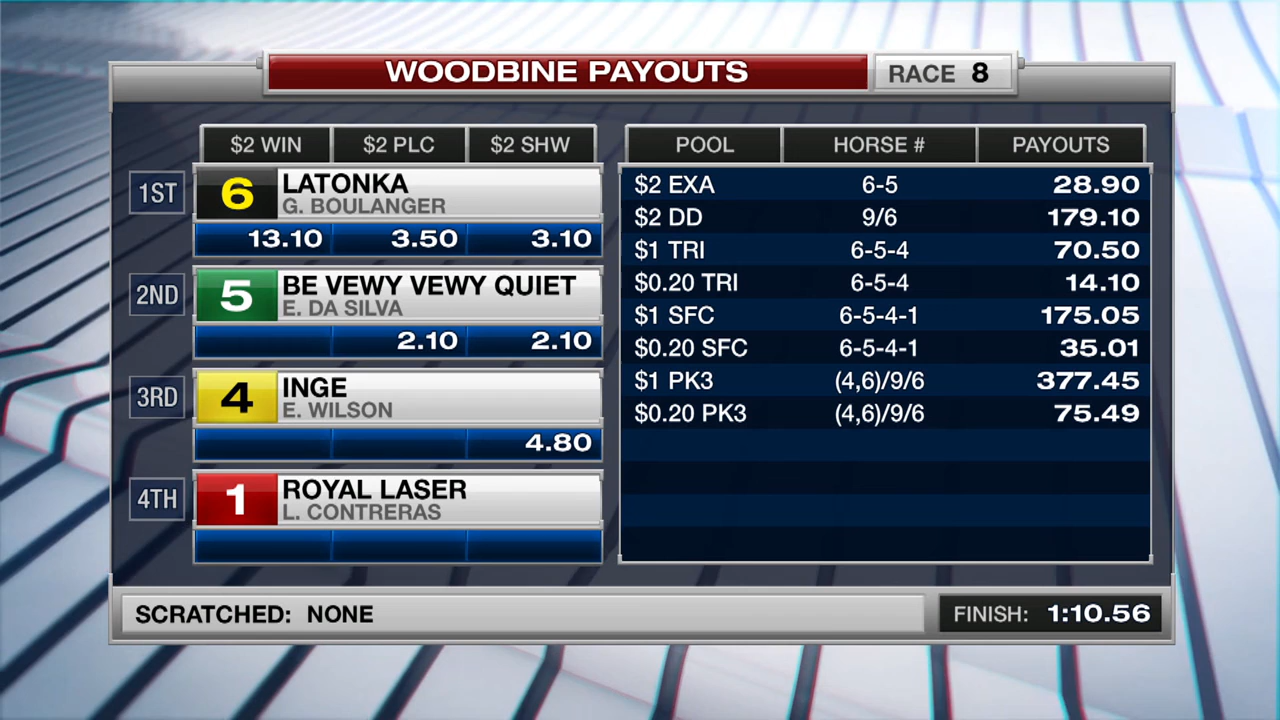 WOODBINE PAYOUTS
RACE 8
$2 WIN $2 PLC $2 SHW
1ST 6 LATONKA
G. BOULANGER
13.10 3.50 3.10
2ND 5 BE VEWY VEWY QUIET
E. DA SILVA
2.10 2.10
3RD 4 INGE
E. WILSON
4.80
4TH 1 ROYAL LASER
L. CONTRERAS
POOL HORSE # PAYOUTS
$2 EXA 6-5 28.90
$2 DD 9/6 179.10
$1 TRI 6-5-4 70.50
$0.20 TRI 6-5-4 14.10
$1 SFC 6-5-4-1 175.05
$0.20 SFC 6-5-4-1 35.01
$1 PK3 (4,6)/9/6 377.45
$0.20 PK3 (4,6)/9/6 75.49
SCRATCHED: NONE
FINISH: 1:10.56